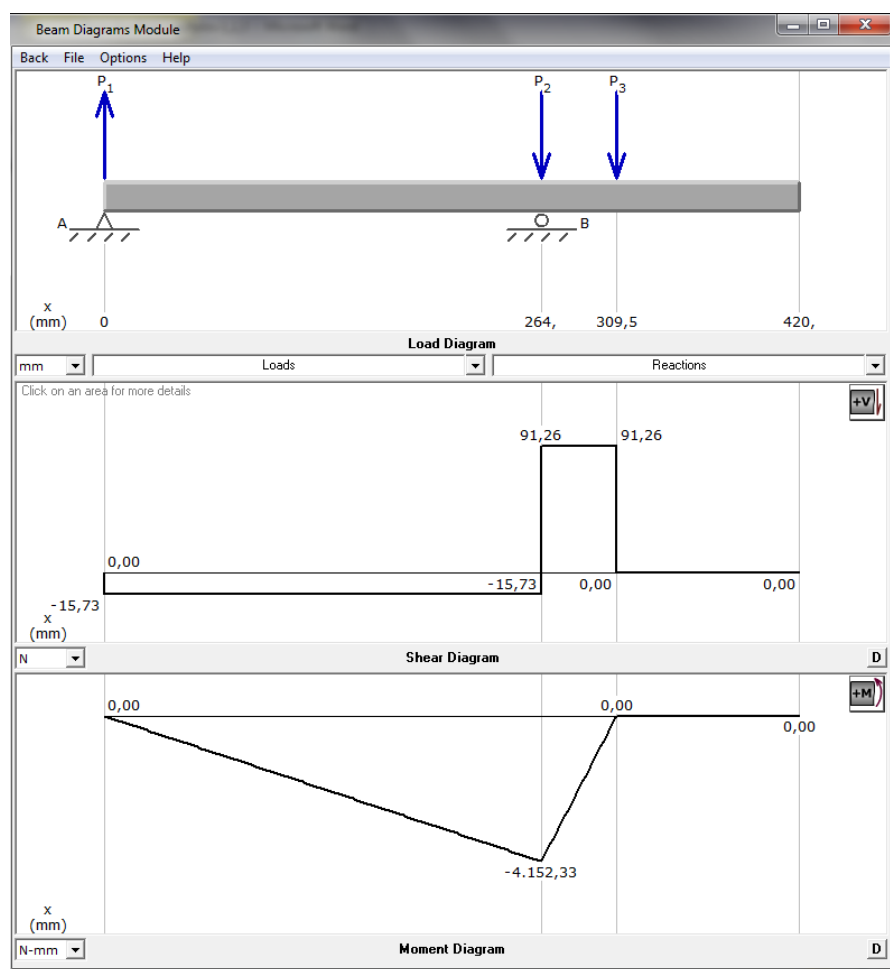 Beam Diagrams Module
Back File Options Help
P1 P2 P3
A B
x
(mm) 0 264, 309,5 420,
Load Diagram
mm Loads Reactions
Click on an area for more details
+V
91,26 91,26
0,00
-15,73 0,00 0,00
-15,73
x
(mm)
N Shear Diagram D
+M
0,00 0,00
0,00
-4.152,33
x
(mm)
N-mm Moment Diagram D